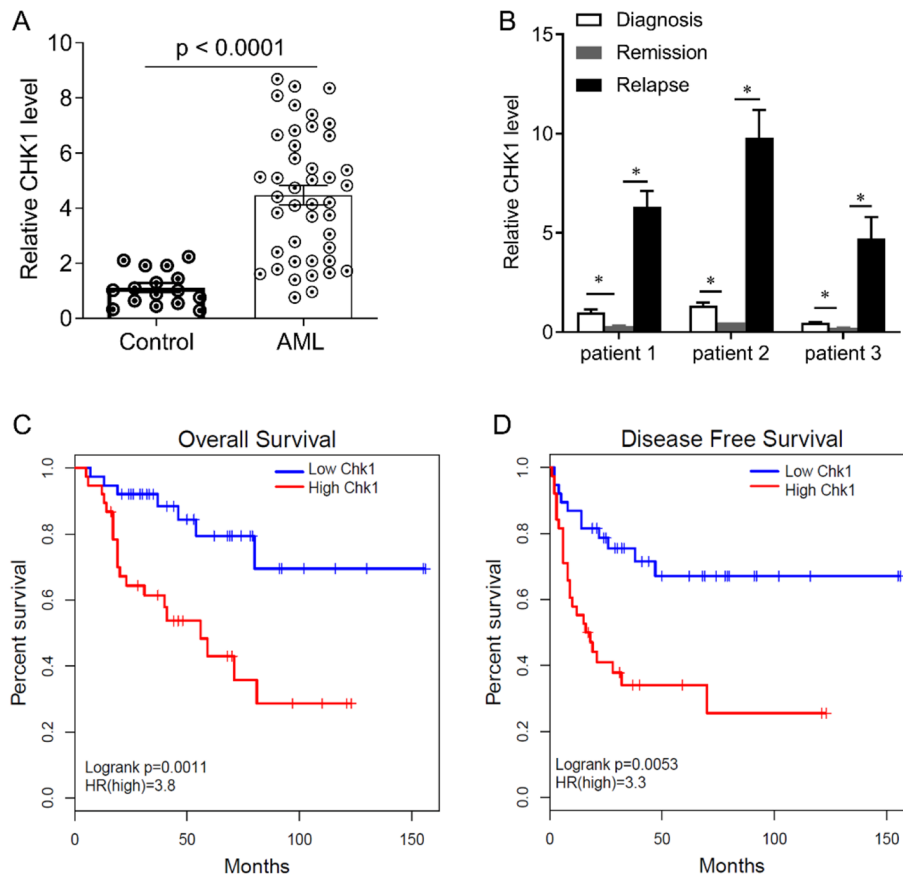 A
p < 0.0001
Relative CHK1 level
10
8
6
4
2
0
Control
AML
B
Diagnosis
Remission
Relapse
Relative CHK1 level
15
10
5
0
* * * * * *
patient 1
patient 2
patient 3
C
Overall Survival
Low Chk1
High Chk1
Percent survival
1.0
0.8
0.6
0.4
0.2
0.0
Logrank p=0.0011
HR(high)=3.8
0 50 100 150
Months
D
Disease Free Survival
Low Chk1
High Chk1
Percent survival
1.0
0.8
0.6
0.4
0.2
0.0
Logrank p=0.0053
HR(high)=3.3
0 50 100 150
Months